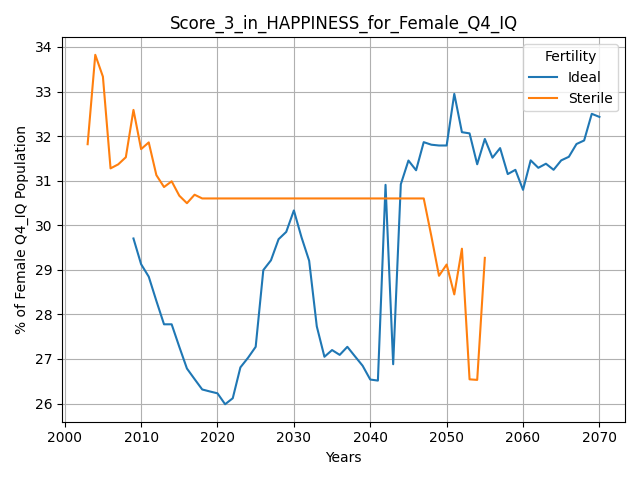 Score_3_in_HAPPINESS_for_Female_Q4_IQ
Fertility
Ideal
Sterile
% of Female Q4_IQ Population
34
33
32
31
30
29
28
27
26
2000 2010 2020 2030 2040 2050 2060 2070
Years